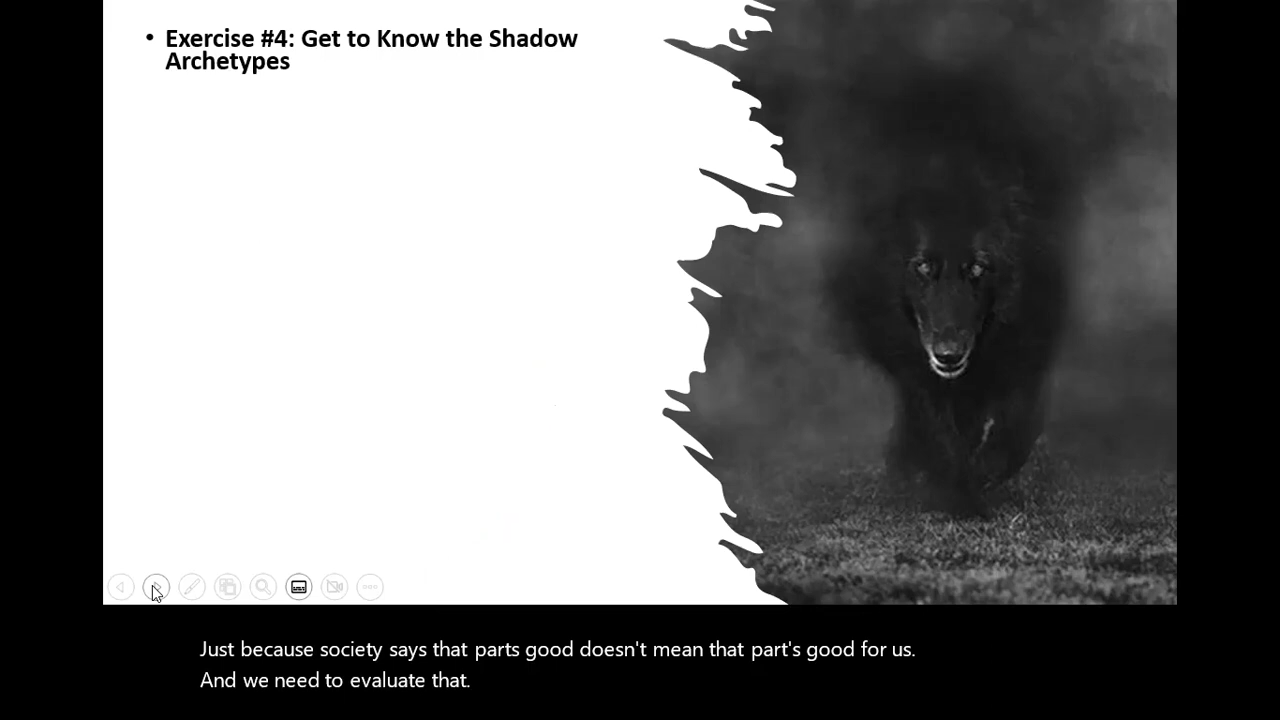 • Exercise #4: Get to Know the Shadow
Archetypes
Just because society says that parts good doesn't mean that part's good for us.
And we need to evaluate that.